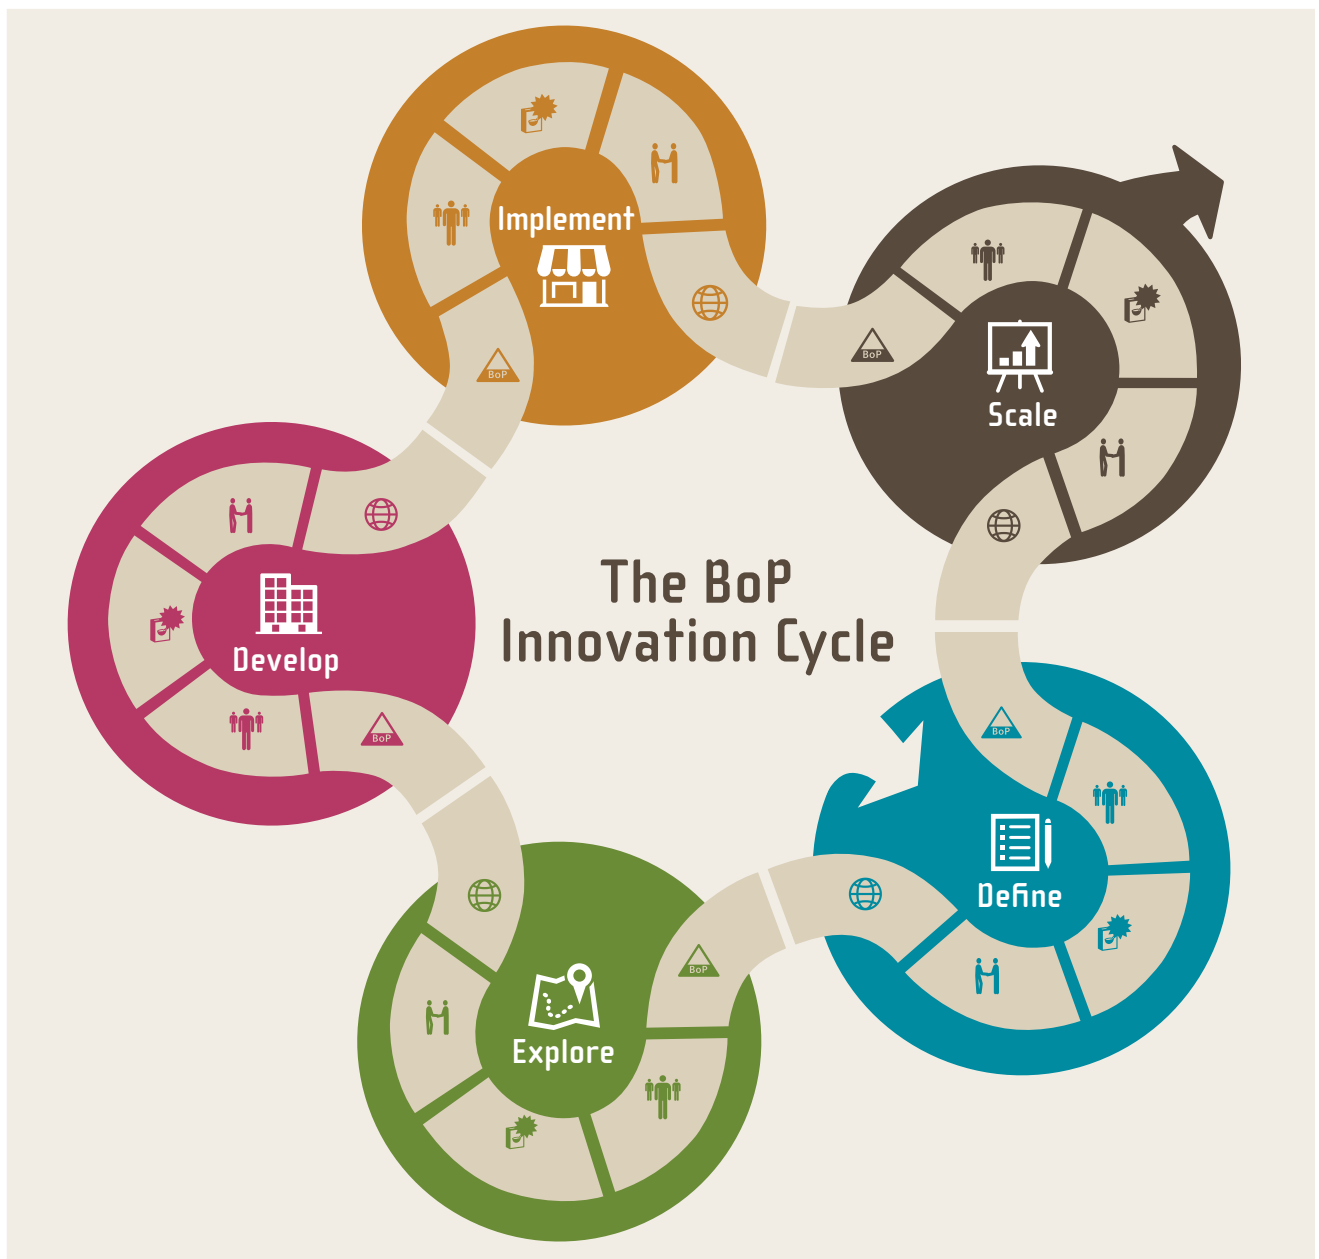 Implement
BoP
BoP
Scale
The BoP
Innovation Cycle
Develop
BoP
BoP
Define
BoP
Explore